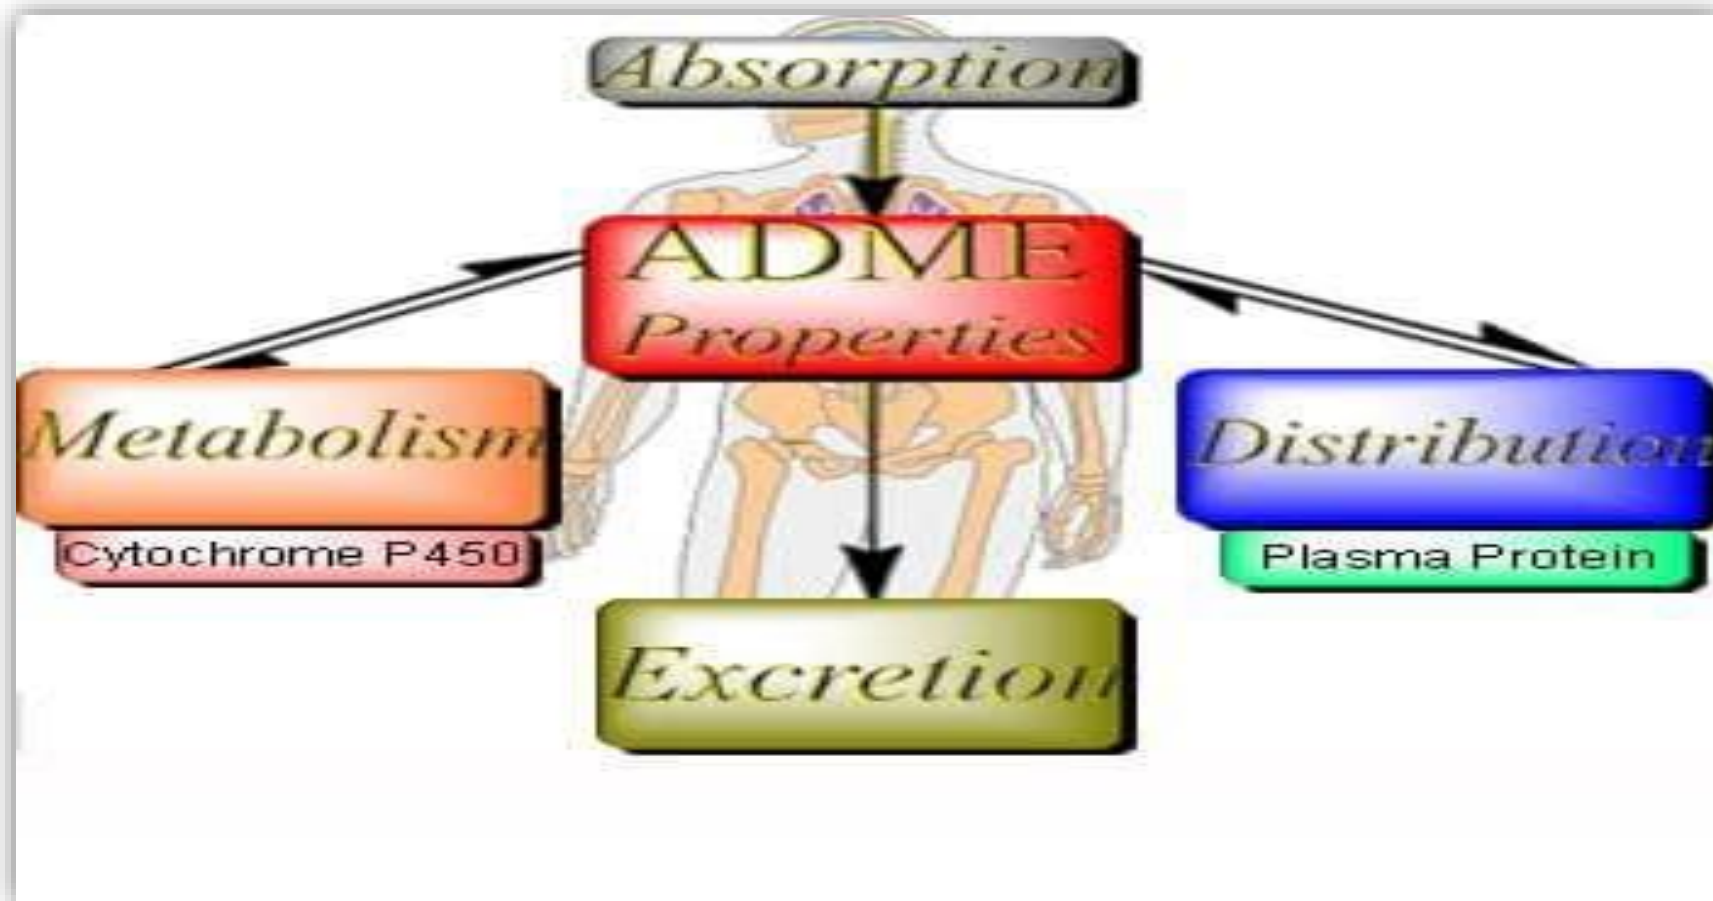 Absorption
ADME
Properties
Metabolism
Distribution
Cytochrome P450
Plasma Protein
Excretion